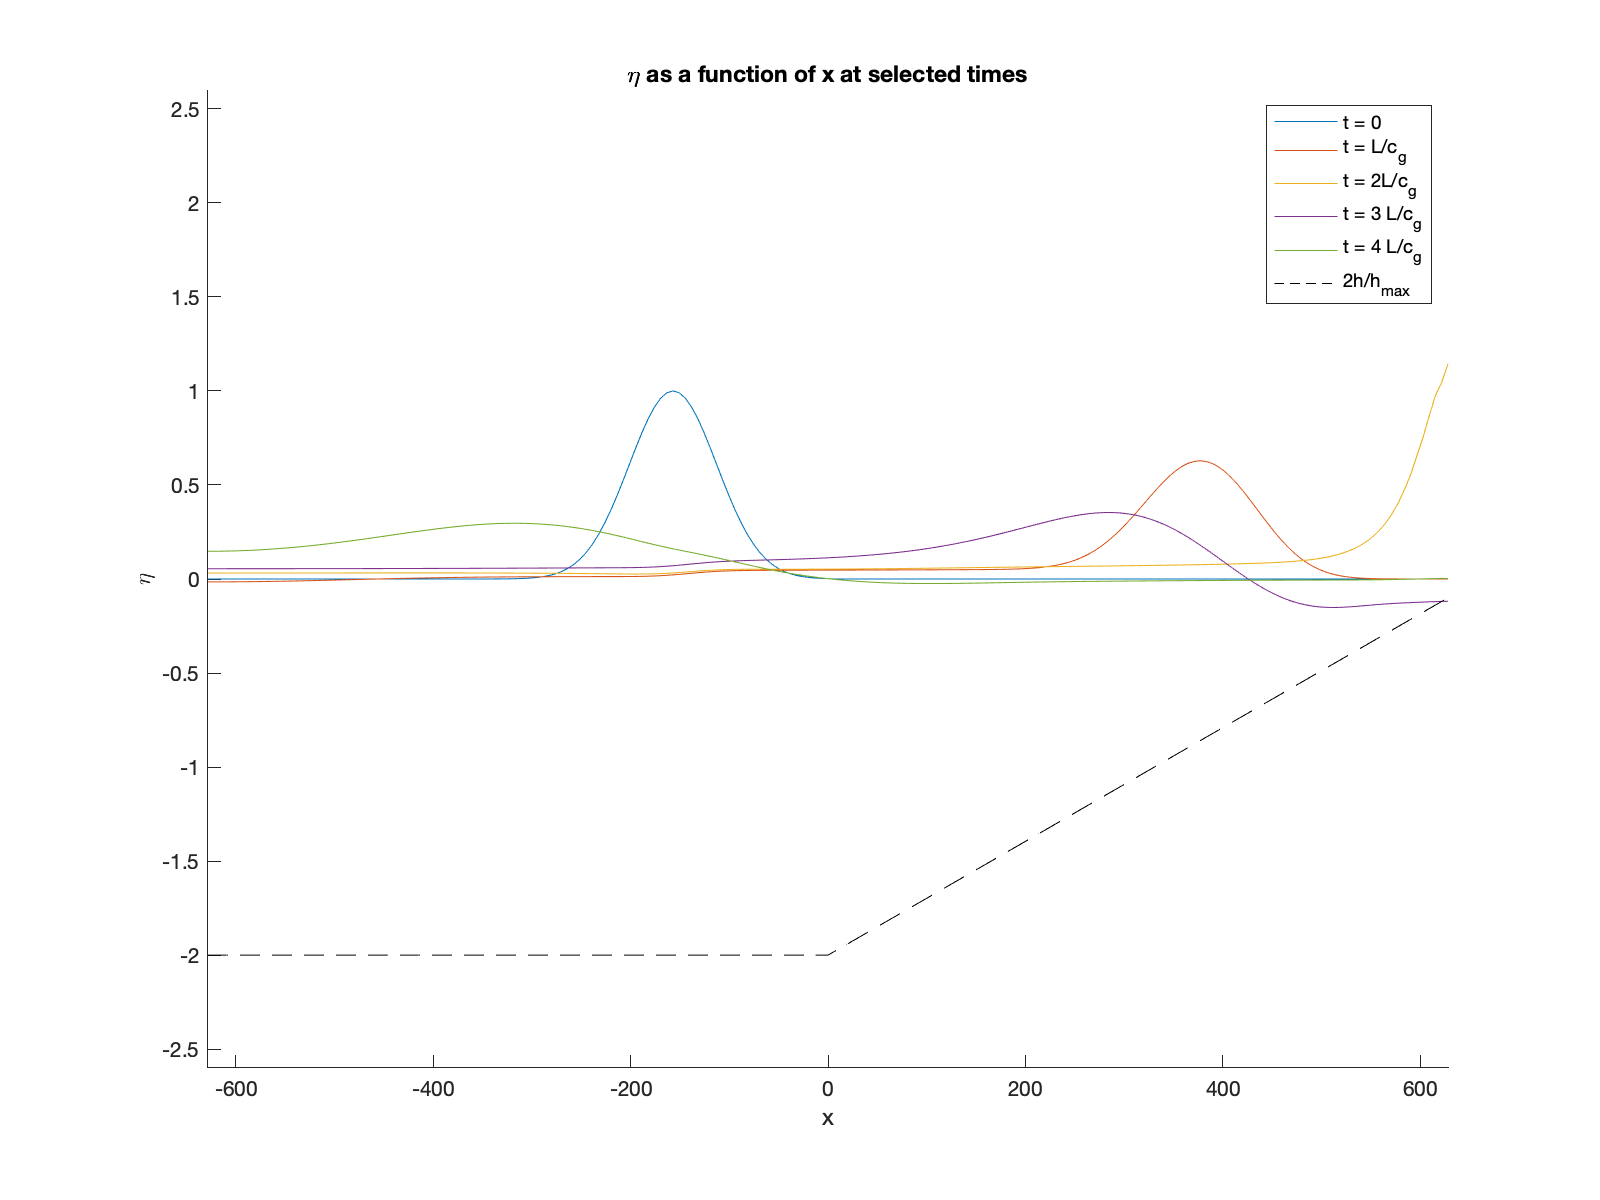 η as a function of x at selected times
2.5
2
1.5
1
0.5
0
-0.5
-1
-1.5
-2
-2.5
η
-600
-400
-200
0
200
400
600
x
t = 0
t = L/c_g
t = 2L/c_g
t = 3 L/c_g
t = 4 L/c_g
2h/h_max